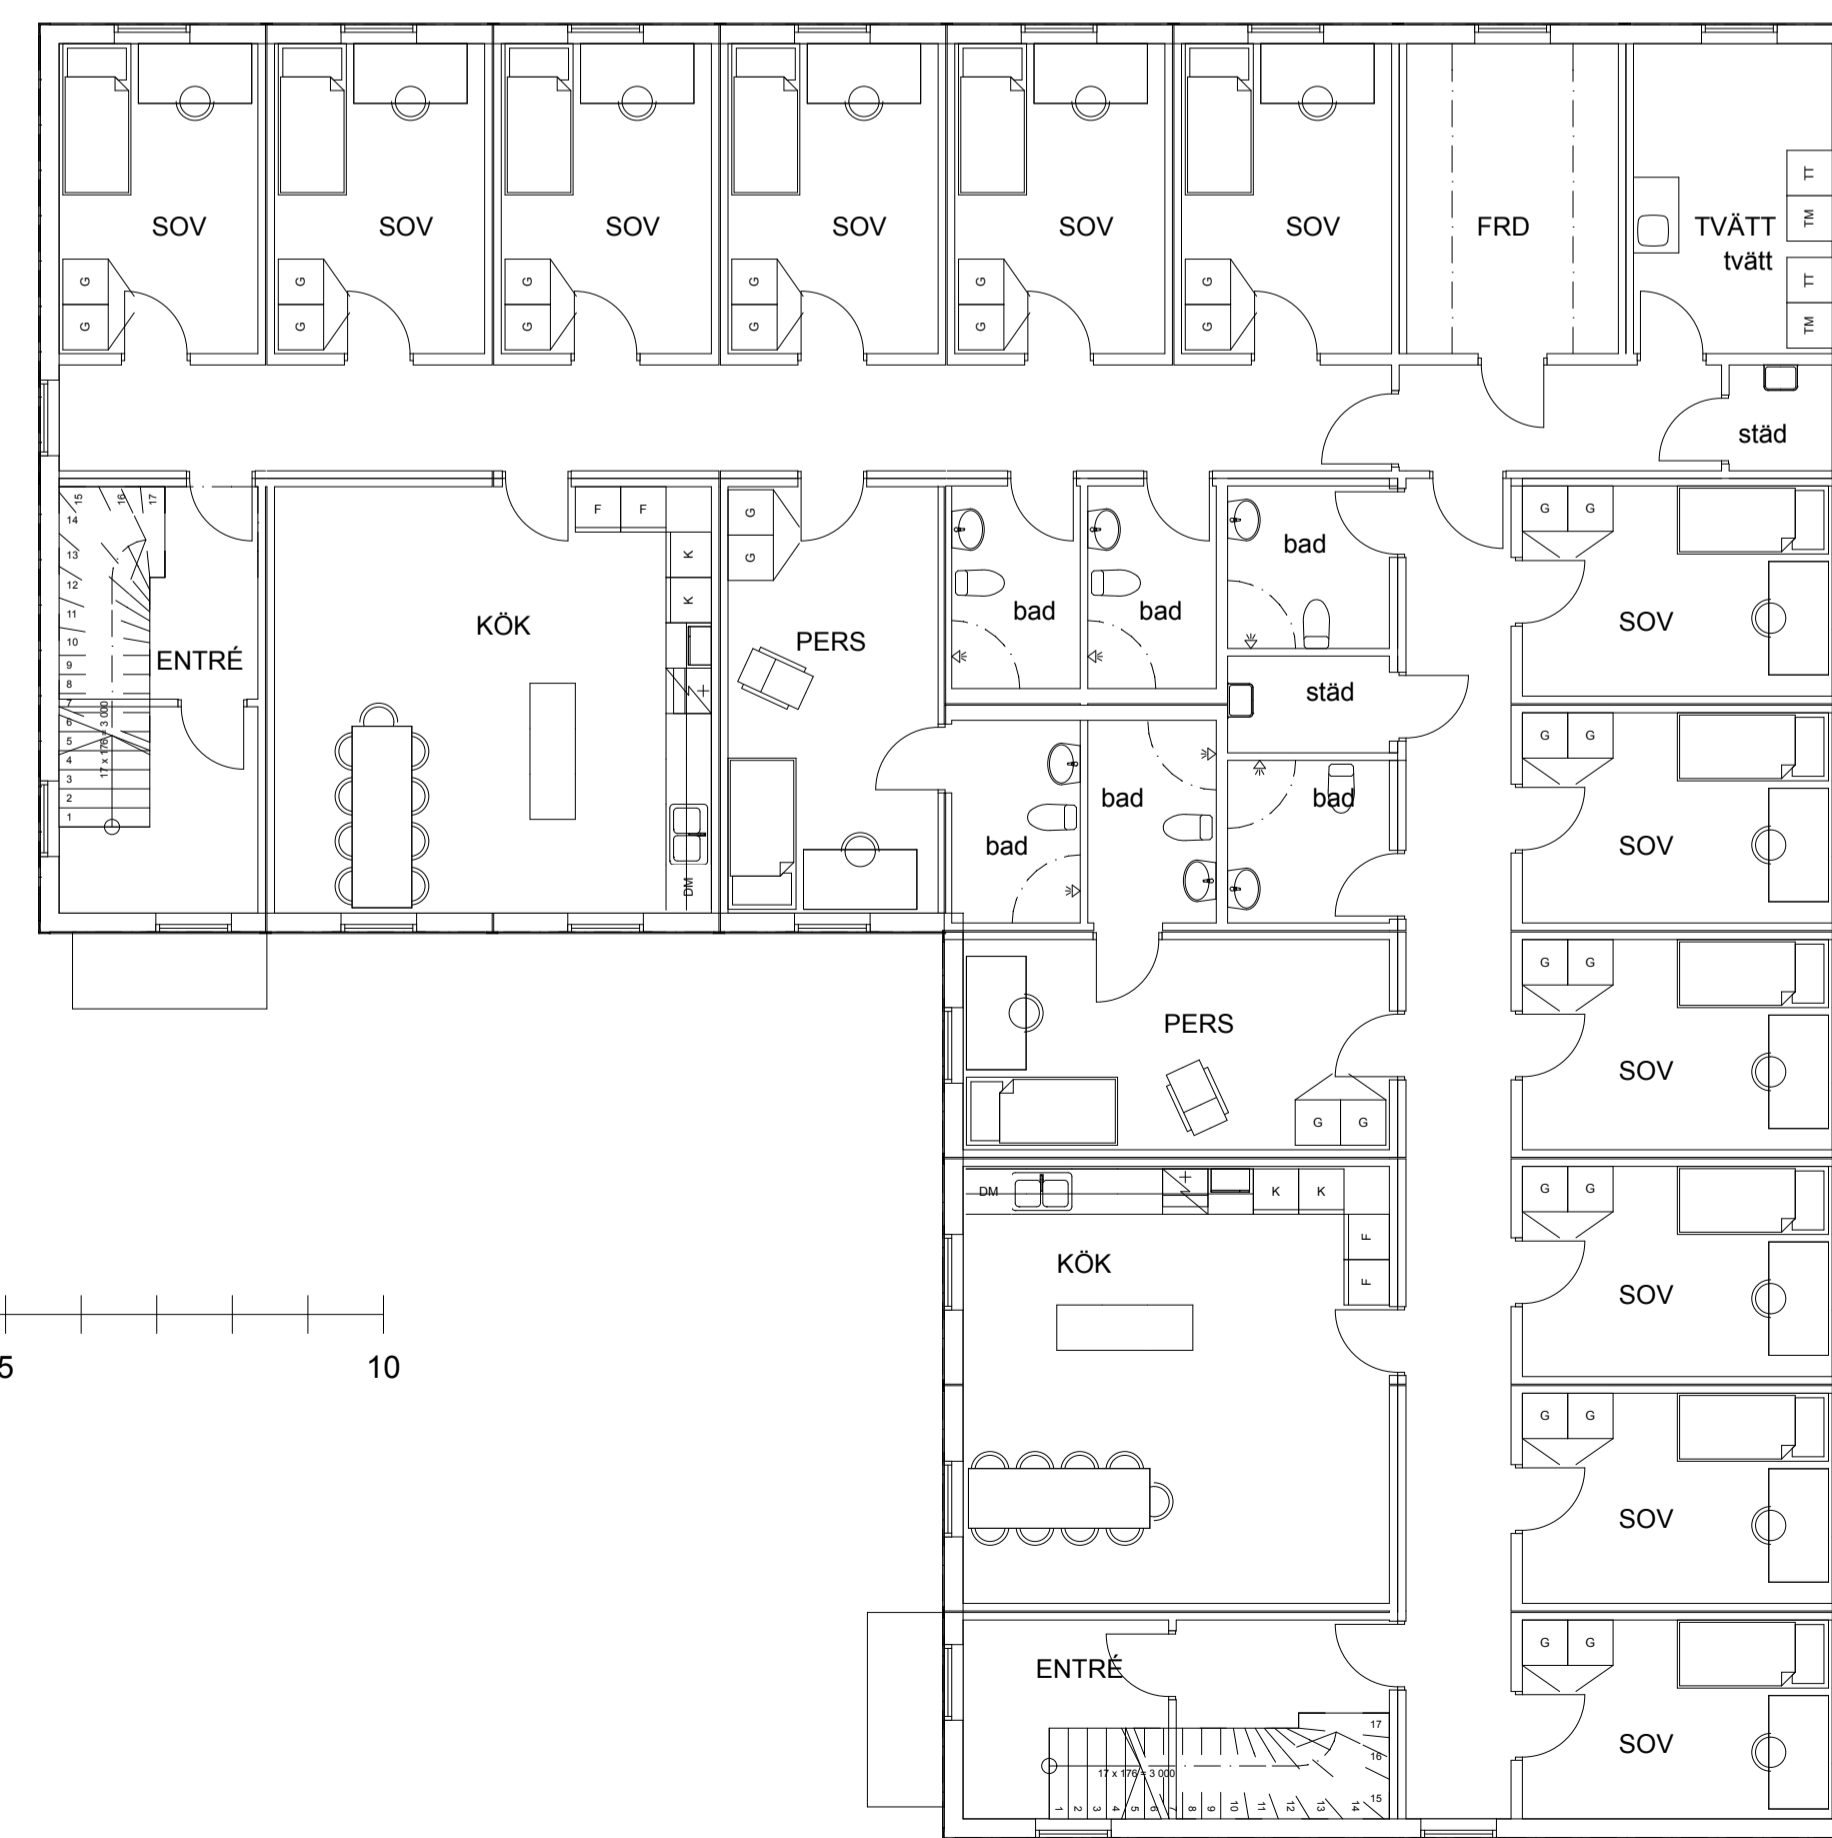 SOV SOV SOV SOV SOV SOV FRD TVÄTT
tvätt
TT
TM
TT
TM
G G G G G G
G G G G G G
städ
15 16 17
14
13
12
11
10
9
8
7
6
5
4
3
2
1
17 x 176 = 3 000
ENTRÉ
KÖK
F F
K
K
DM
G
G
PERS
bad bad bad
städ
bad bad bad
G G
SOV
G G
SOV
G G
SOV
PERS
G G
DM K K
F
F
KÖK
G G
SOV
G G
SOV
G G
SOV
5 10
ENTRÉ
17
16
15
17 x 176 = 3 000
1 2 3 4 5 6 7 8 9 10 11 12 13 14